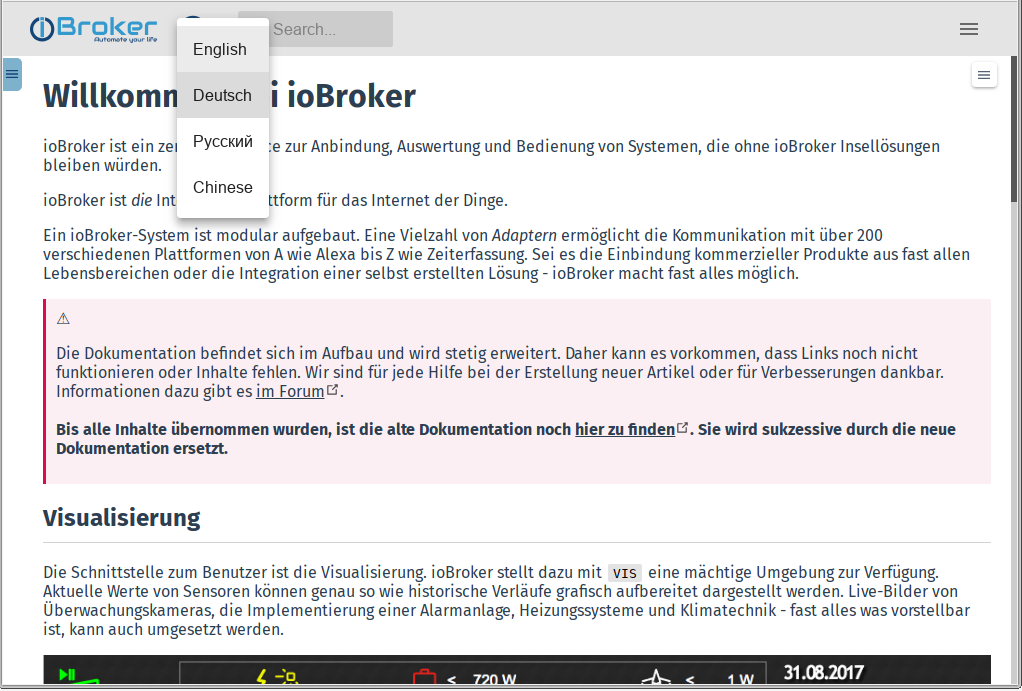 ioBroker
Automate your life
Search...
English
Deutsch
Русский
Chinese
Willkomm i ioBroker
ioBroker ist ein zen ce zur Anbindung, Auswertung und Bedienung von Systemen, die ohne ioBroker Insellösungen
bleiben würden.
ioBroker ist die Int ttform für das Internet der Dinge.
Ein ioBroker-System ist modular aufgebaut. Eine Vielzahl von Adaptern ermöglicht die Kommunikation mit über 200
verschiedenen Plattformen von A wie Alexa bis Z wie Zeiterfassung. Sei es die Einbindung kommerzieller Produkte aus fast allen
Lebensbereichen oder die Integration einer selbst erstellten Lösung - ioBroker macht fast alles möglich.
⚠
Die Dokumentation befindet sich im Aufbau und wird stetig erweitert. Daher kann es vorkommen, dass Links noch nicht
funktionieren oder Inhalte fehlen. Wir sind für jede Hilfe bei der Erstellung neuer Artikel oder für Verbesserungen dankbar.
Informationen dazu gibt es im Forum.
Bis alle Inhalte übernommen wurden, ist die alte Dokumentation noch hier zu finden. Sie wird sukzessive durch die neue
Dokumentation ersetzt.
Visualisierung
Die Schnittstelle zum Benutzer ist die Visualisierung. ioBroker stellt dazu mit VIS eine mächtige Umgebung zur Verfügung.
Aktuelle Werte von Sensoren können genau so wie historische Verläufe grafisch aufbereitet dargestellt werden. Live-Bilder von
Überwachungskameras, die Implementierung einer Alarmanlage, Heizungssysteme und Klimatechnik - fast alles was vorstellbar
ist, kann auch umgesetzt werden.
< 720 W < 1 W 31.08.2017